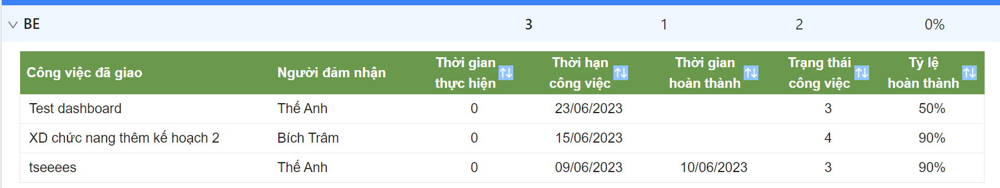 BE 3 1 2 0%
Công việc đã giao Người đảm nhận Thời gian thực hiện Thời hạn công việc Thời gian hoàn thành Trạng thái công việc Tỷ lệ hoàn thành
Test dashboard Thế Anh 0 23/06/2023 3 50%
XD chức nang thêm kế hoạch 2 Bích Trâm 0 15/06/2023 4 90%
tseeees Thế Anh 0 09/06/2023 10/06/2023 3 90%